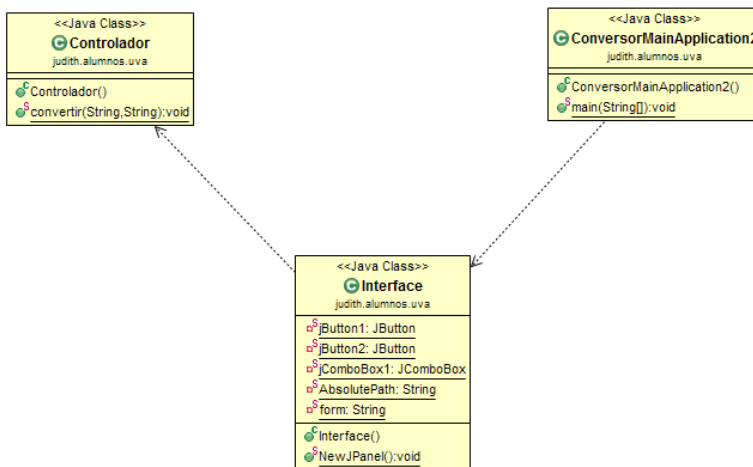 <<Java Class>>
Controlador
judith.alumnos.uva
Controlador()
convertir(String,String):void
<<Java Class>>
ConversorMainApplication2
judith.alumnos.uva
ConversorMainApplication2()
main(String[]):void
<<Java Class>>
Interface
judith.alumnos.uva
jButton1: JButton
jButton2: JButton
jComboBox1: JComboBox
AbsolutePath: String
form: String
Interface()
NewJPanel():void